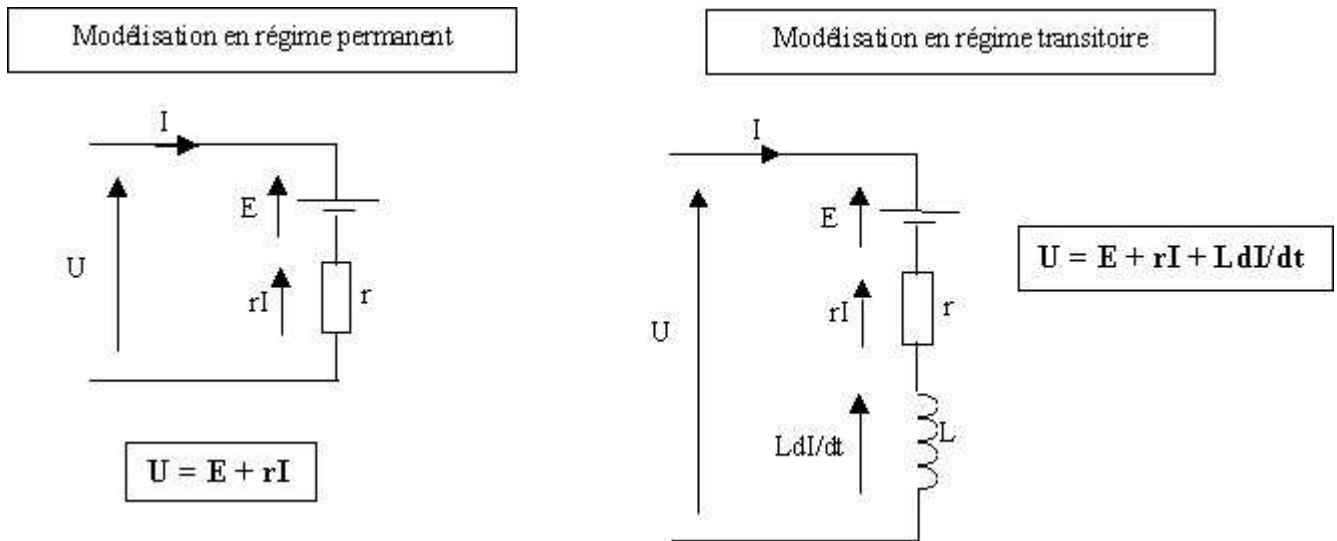 Modélisation en régime permanent
I
E
U
rI
r
U = E + rI
Modélisation en régime transitoire
I
E
rI
r
U
LdI/dt
L
U = E + rI + LdI/dt